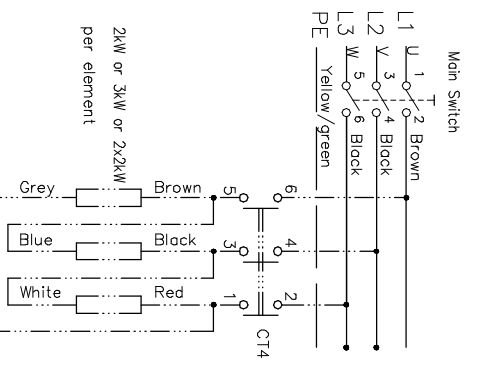 Main Switch
L1
L2
L3
PE
U
V
W
1
3
5
2
4
6
Brown
Black
Black
Yellow/green
2kW or 3kW or 2x2kW
per element
Grey
Brown
5
6
Blue
Black
3
4
White
Red
1
2
CT4